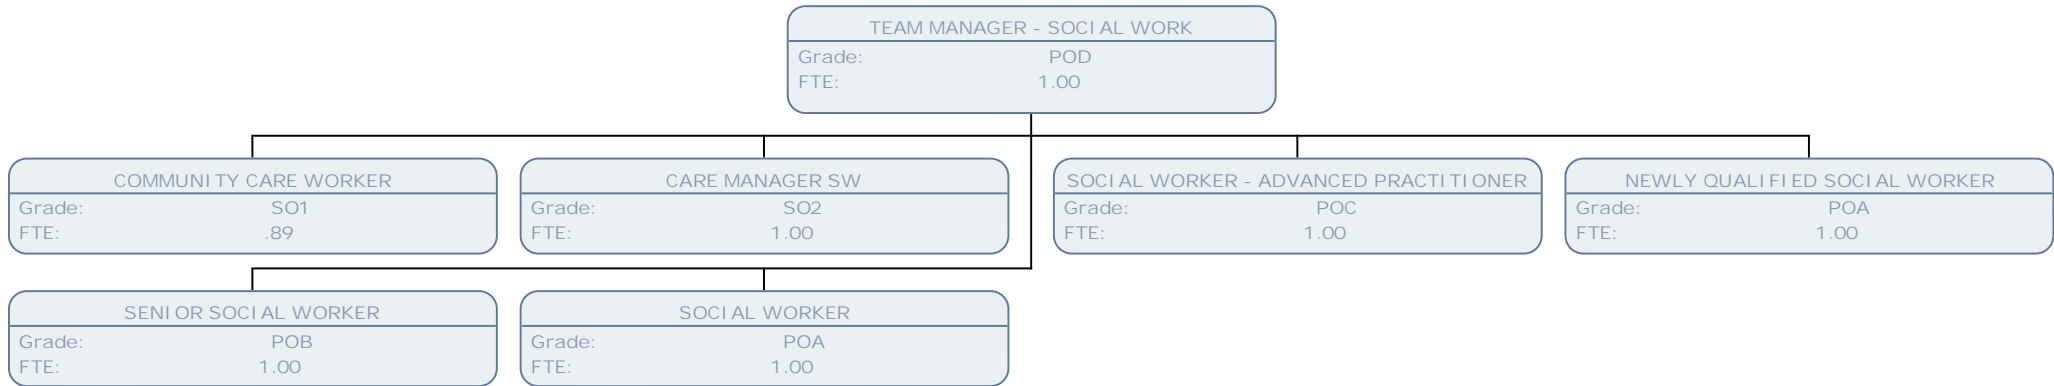 TEAM MANAGER - SOCIAL WORK
Grade: POD
FTE: 1.00
COMMUNITY CARE WORKER
Grade: SO1
FTE: .89
CARE MANAGER SW
Grade: SO2
FTE: 1.00
SOCIAL WORKER - ADVANCED PRACTITIONER
Grade: POC
FTE: 1.00
NEWLY QUALIFIED SOCIAL WORKER
Grade: POA
FTE: 1.00
SENIOR SOCIAL WORKER
Grade: POB
FTE: 1.00
SOCIAL WORKER
Grade: POA
FTE: 1.00